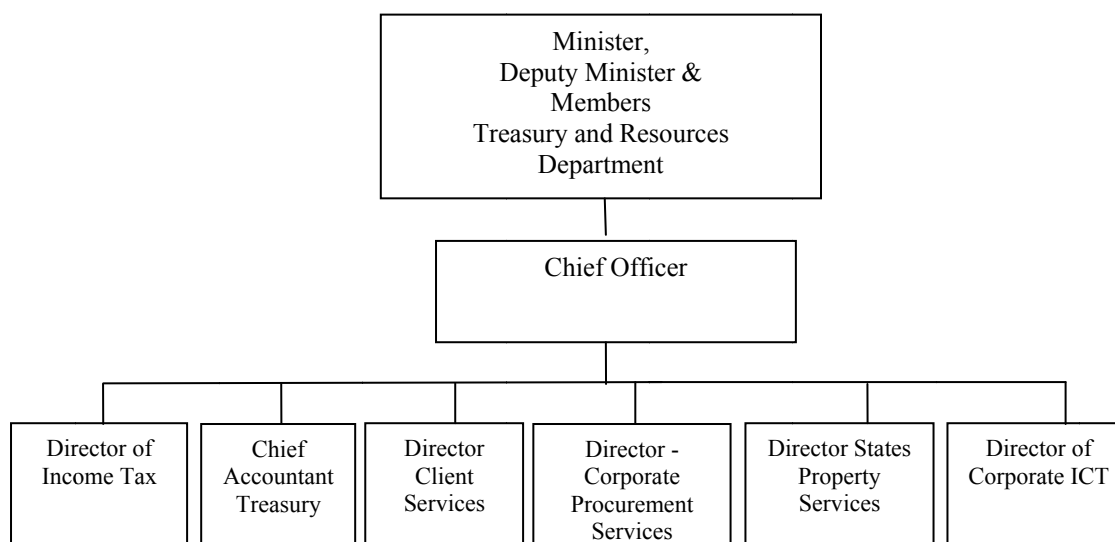 Minister,
Deputy Minister &
Members
Treasury and Resources
Department
Chief Officer
Director of
Income Tax
Chief
Accountant
Treasury
Director
Client
Services
Director -
Corporate
Procurement
Services
Director States
Property
Services
Director of
Corporate ICT